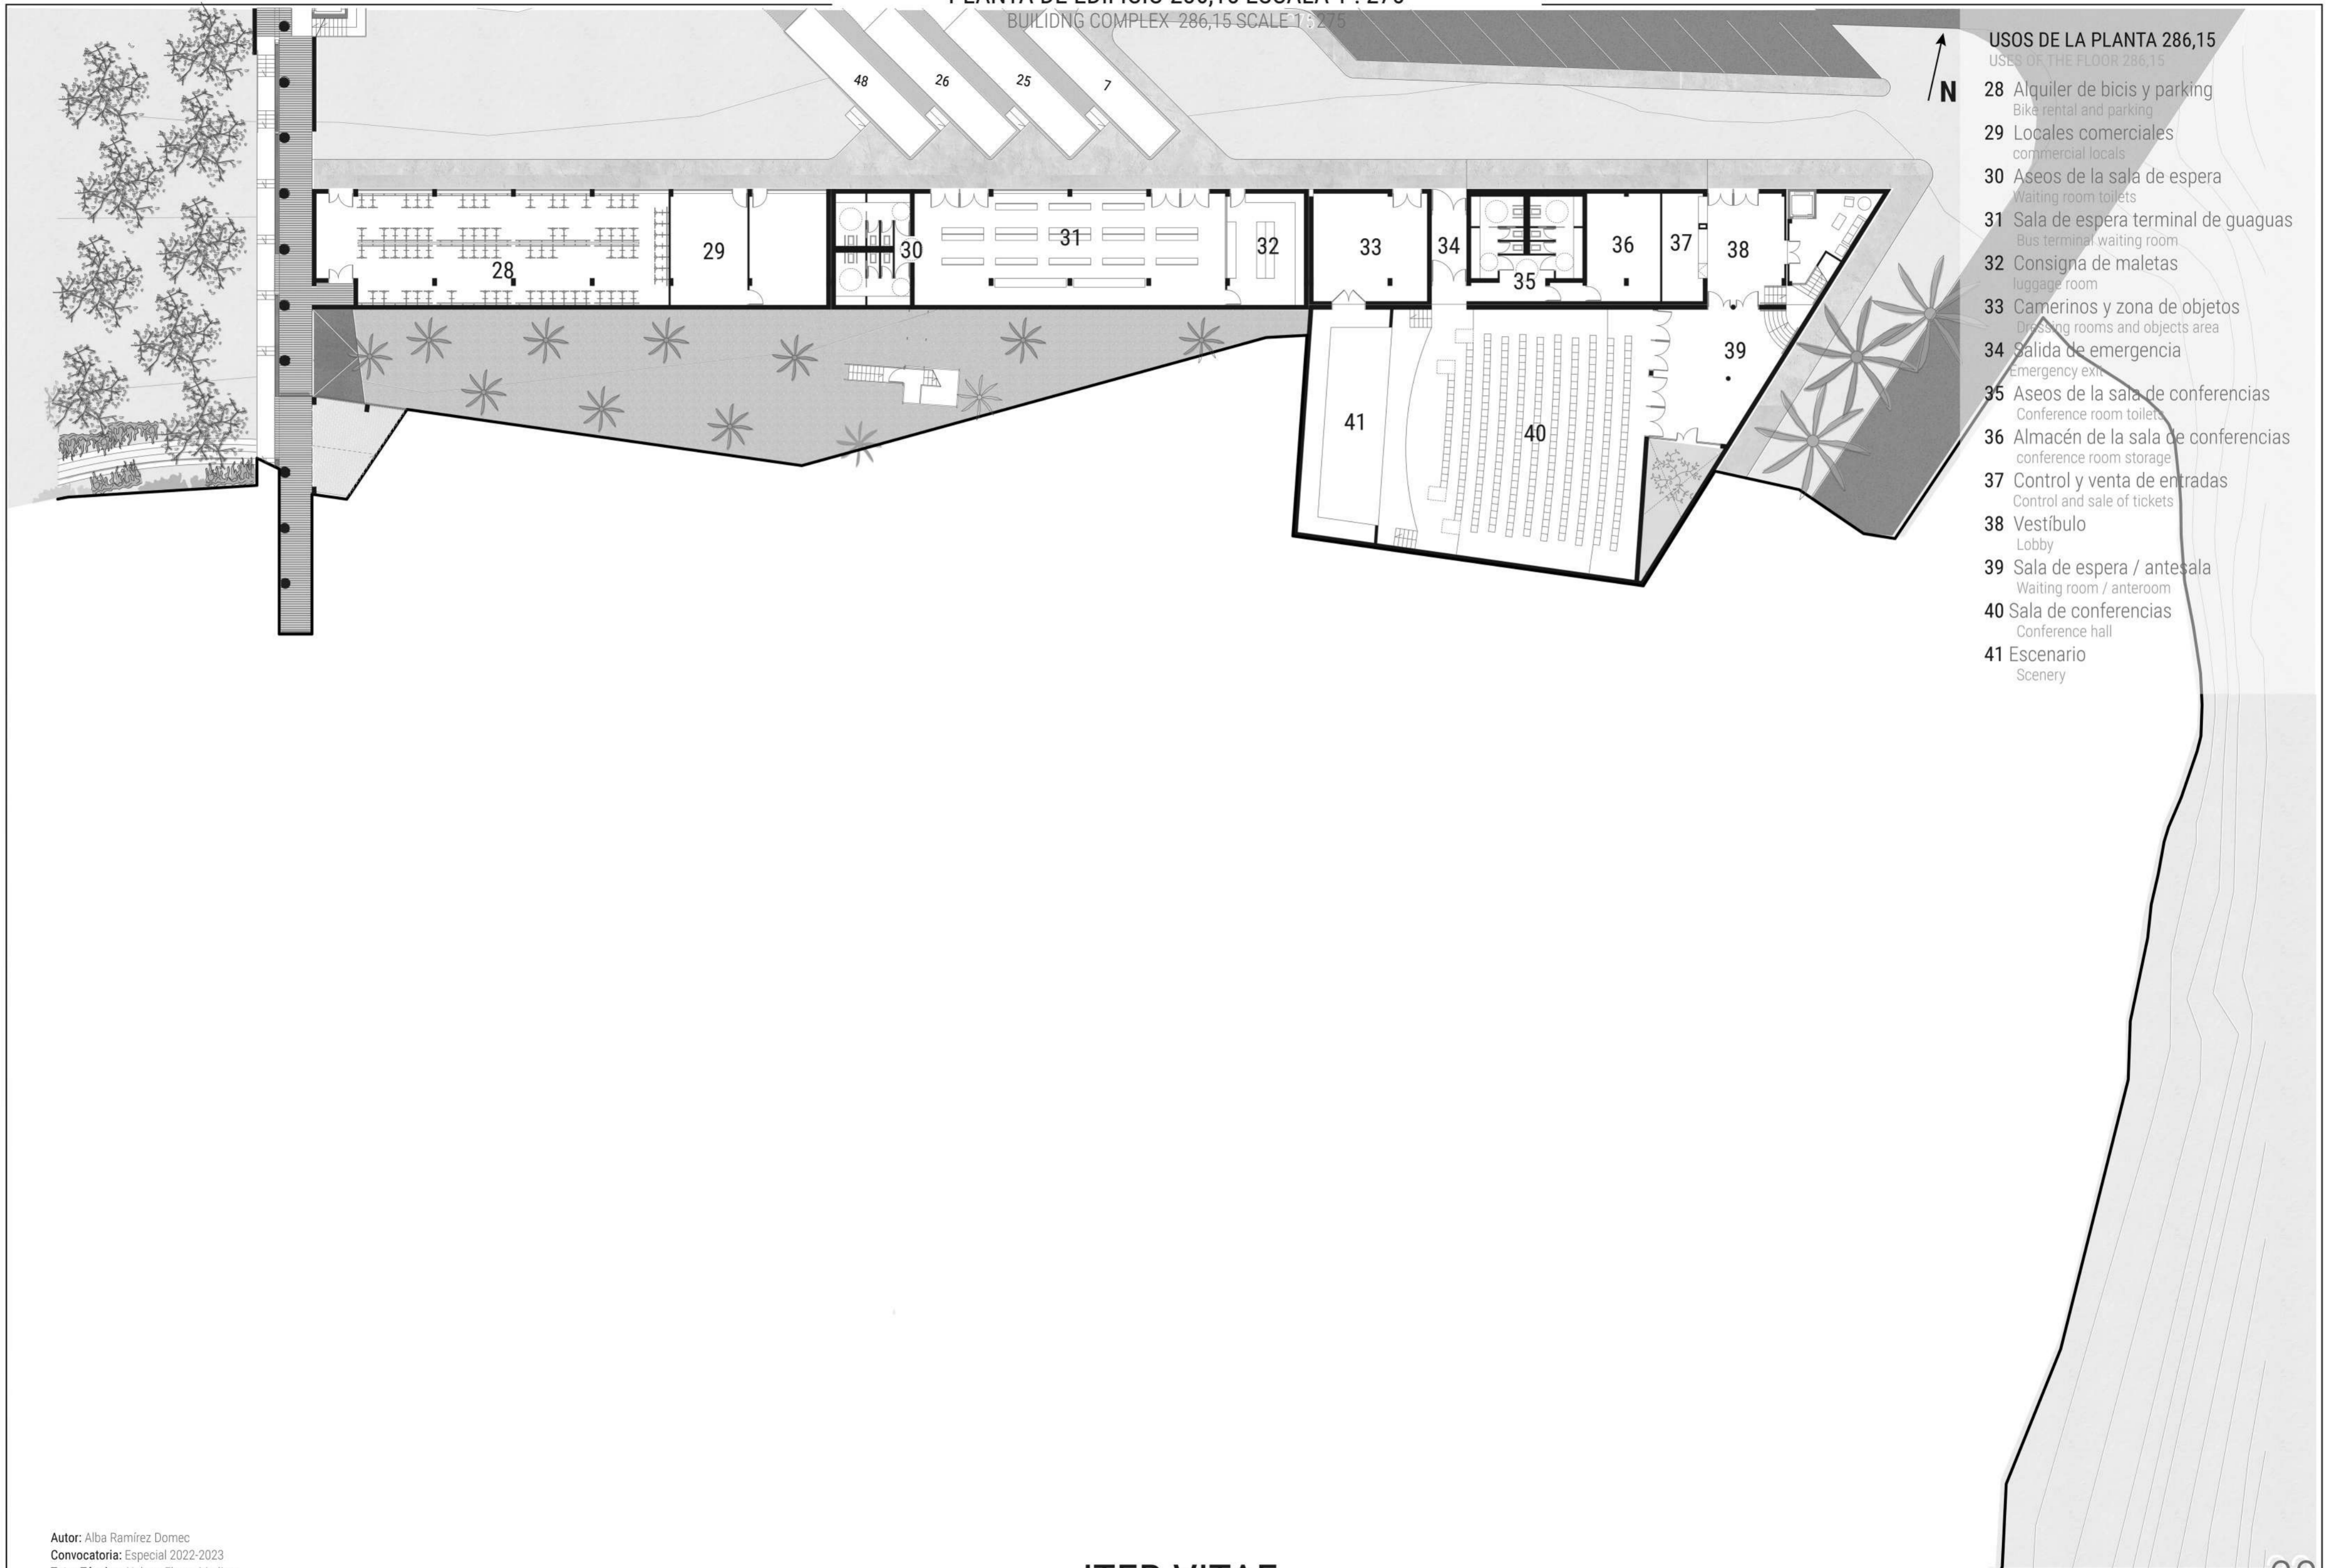 BUILIDNG COMPLEX 286,15 SCALE 1 : 275
N
USOS DE LA PLANTA 286,15
USES OF THE FLOOR 286,15
28 Alquiler de bicis y parking
Bike rental and parking
29 Locales comerciales
commercial locals
30 Aseos de la sala de espera
Waiting room toilets
31 Sala de espera terminal de guaguas
Bus terminal waiting room
32 Consigna de maletas
luggage room
33 Camerinos y zona de objetos
Dressing rooms and objects area
34 Salida de emergencia
Emergency exit
35 Aseos de la sala de conferencias
Conference room toilets
36 Almacén de la sala de conferencias
conference room storage
37 Control y venta de entradas
Control and sale of tickets
38 Vestíbulo
Lobby
39 Sala de espera / antesala
Waiting room / anteroom
40 Sala de conferencias
Conference hall
41 Escenario
Scenery
48
26
25
7
28
29
30
31
32
33
34
35
36
37
38
39
40
41
Autor: Alba Ramírez Domec
Convocatoria: Especial 2022-2023